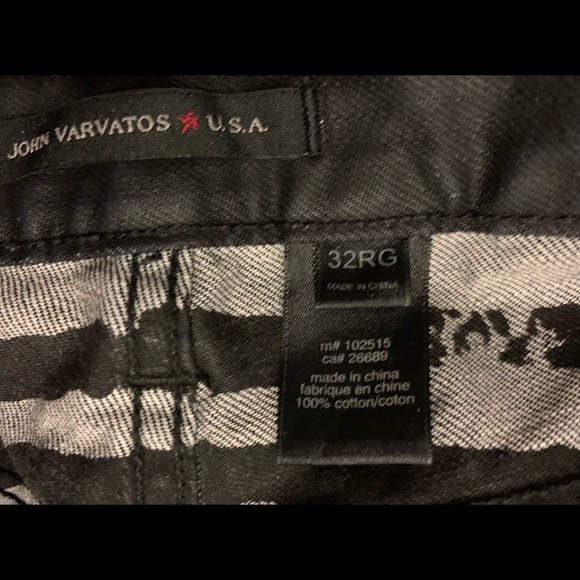 JOHN VARVATOS ★ U.S.A.
32RG
MADE IN CHINA
rn# 102515
ca# 26689
made in china
fabrique en chine
100% cotton/coton